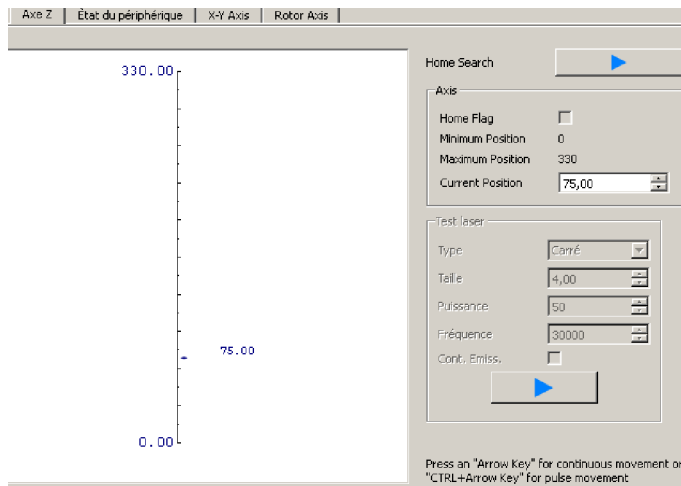 Axe Z État du périphérique X-Y Axis Rotor Axis
330.00
75.00
0.00
Home Search
Axis
Home Flag
Minimum Position 0
Maximum Position 330
Current Position 75,00
Test laser
Type Carré
Taille 4,00
Puissance 50
Fréquence 30000
Cont. Emiss.
Press an "Arrow Key" for continuous movement or
"CTRL+Arrow Key" for pulse movement